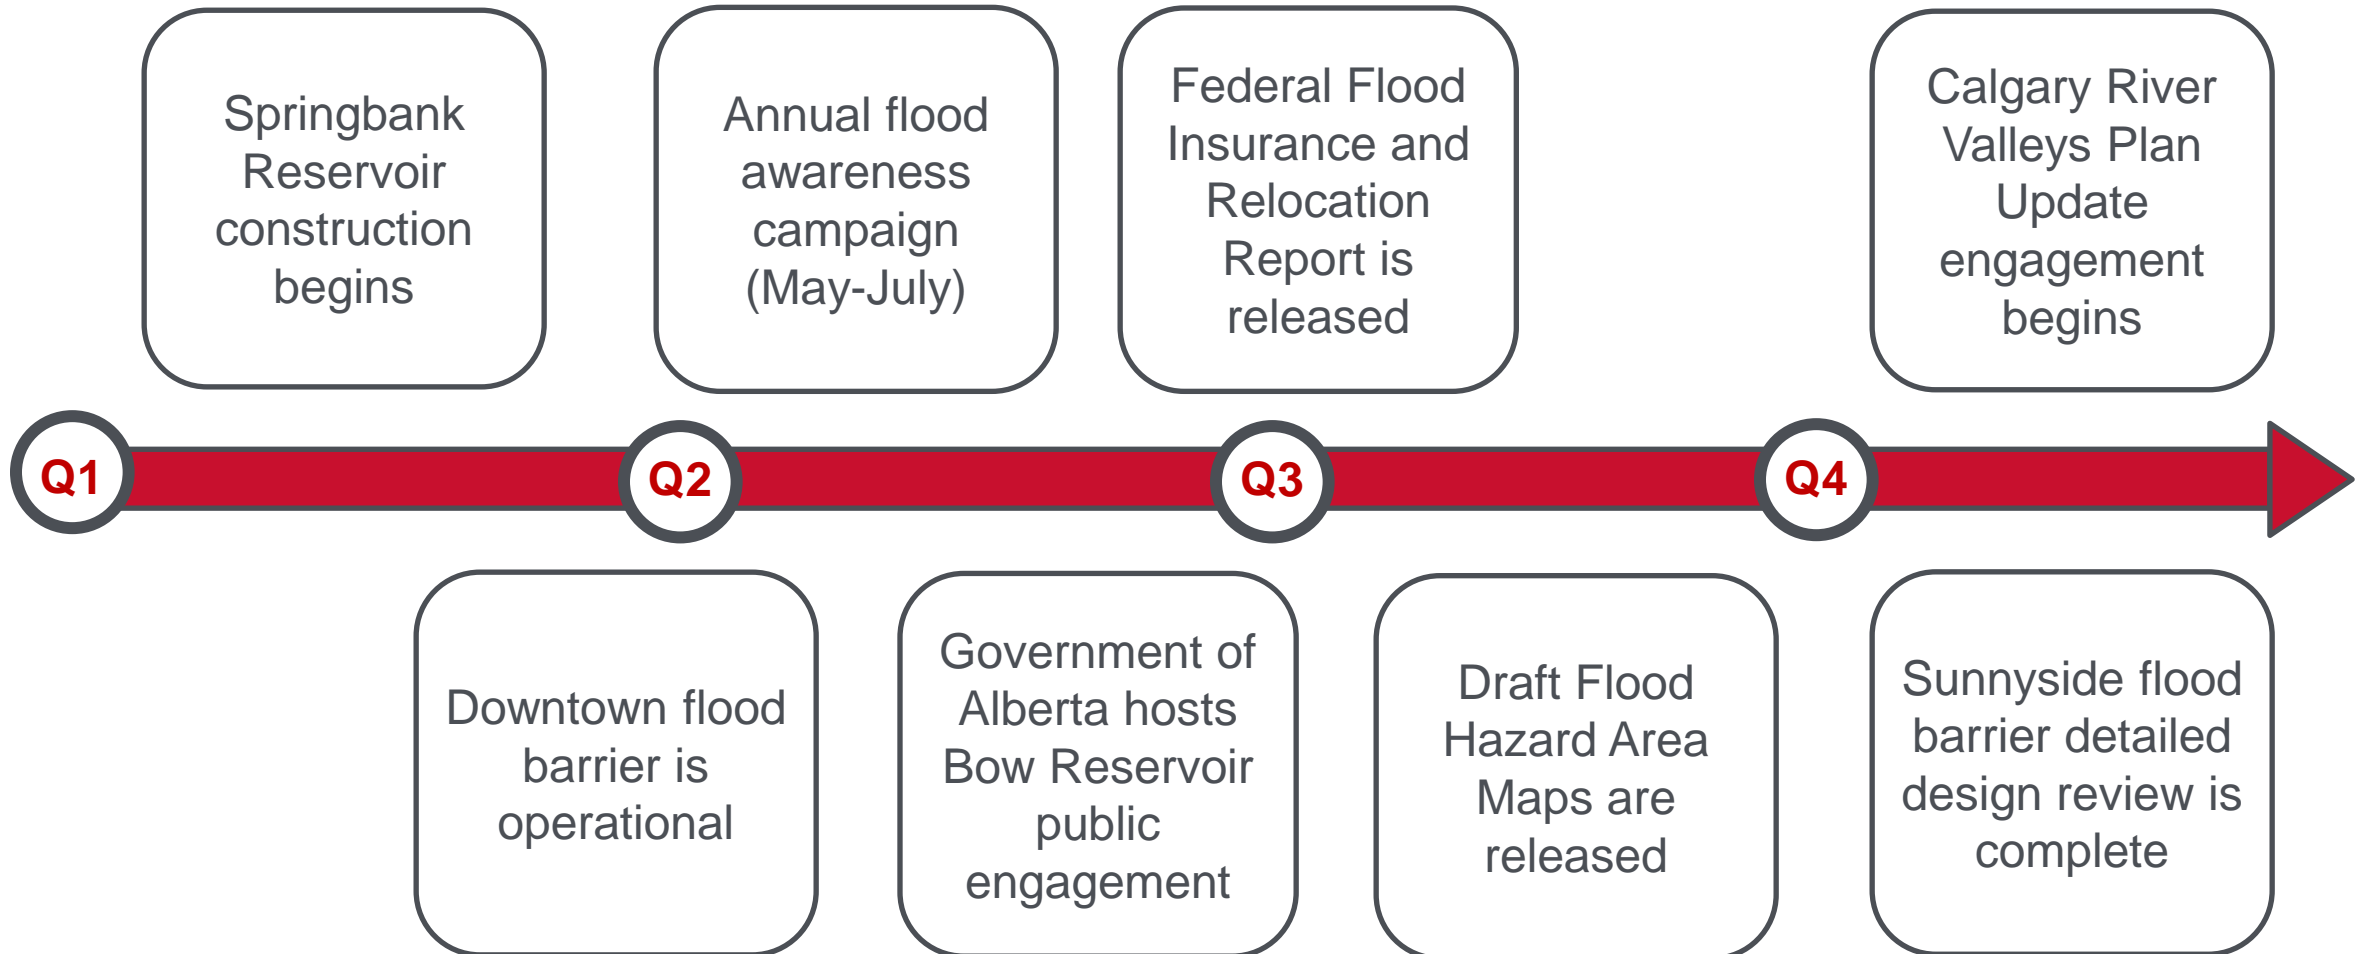 Springbank
Reservoir
construction
begins
Annual flood
awareness
campaign
(May-July)
Federal Flood
Insurance and
Relocation
Report is
released
Calgary River
Valleys Plan
Update
engagement
begins
Q1
Q2
Q3
Q4
Downtown flood
barrier is
operational
Government of
Alberta hosts
Bow Reservoir
public
engagement
Draft Flood
Hazard Area
Maps are
released
Sunnyside flood
barrier detailed
design review is
complete